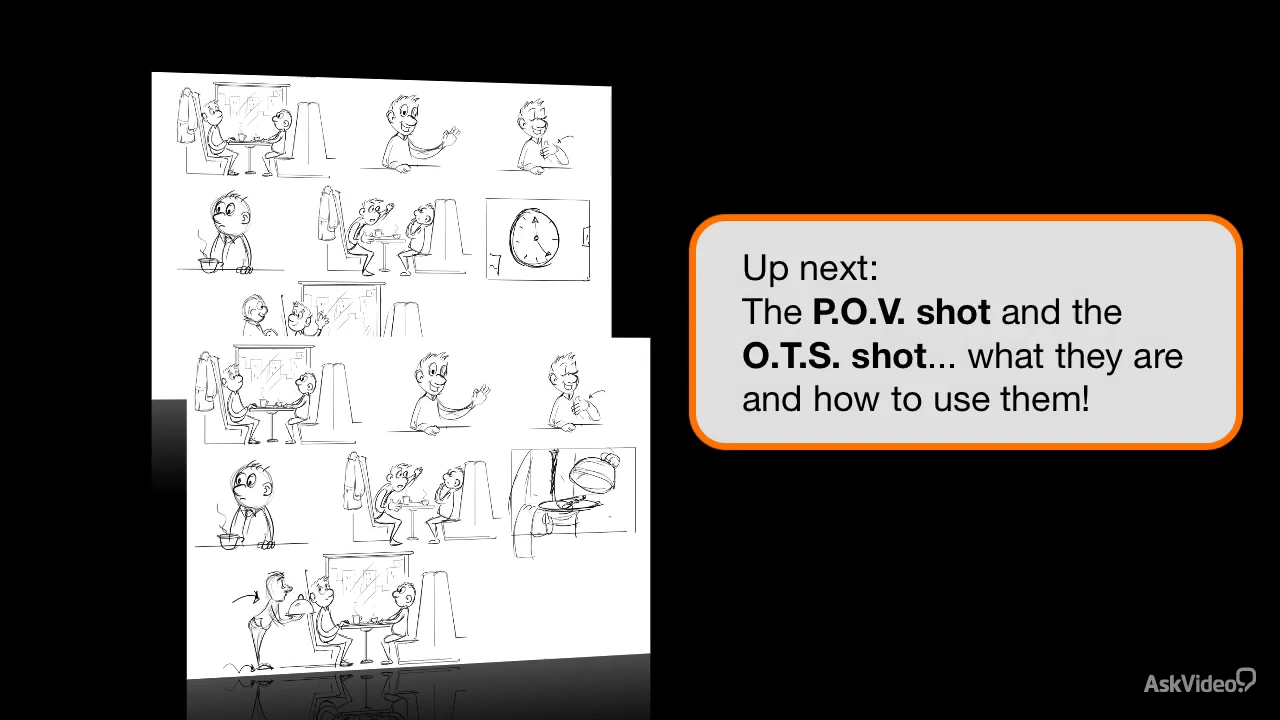 Up next:
The P.O.V. shot and the
O.T.S. shot... what they are
and how to use them!
AskVideo